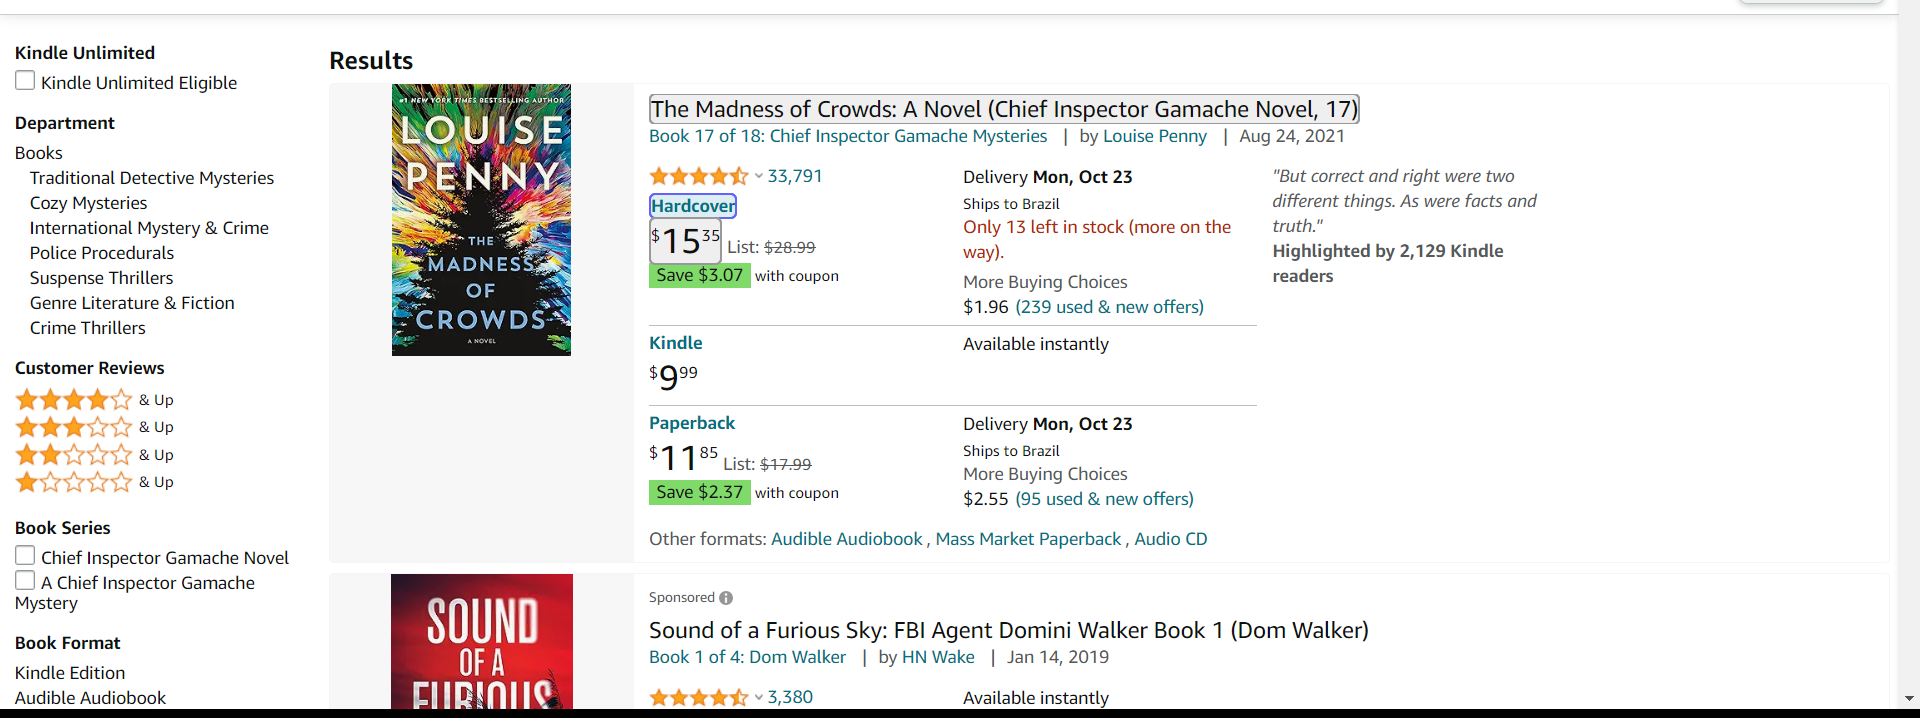 Kindle Unlimited
Kindle Unlimited Eligible
Department
Books
Traditional Detective Mysteries
Cozy Mysteries
International Mystery & Crime
Police Procedurals
Suspense Thrillers
Genre Literature & Fiction
Crime Thrillers
Customer Reviews
& Up
& Up
& Up
& Up
Book Series
Chief Inspector Gamache Novel
A Chief Inspector Gamache
Mystery
Book Format
Kindle Edition
Audible Audiobook
Results
#1 NEW YORK TIMES BESTSELLING AUTHOR
LOUISE
PENNY
THE
MADNESS
OF
CROWDS
A NOVEL
The Madness of Crowds: A Novel (Chief Inspector Gamache Novel, 17)
Book 17 of 18: Chief Inspector Gamache Mysteries | by Louise Penny | Aug 24, 2021
33,791
Hardcover
$15 35 List: $28.99
Save $3.07 with coupon
Delivery Mon, Oct 23
Ships to Brazil
Only 13 left in stock (more on the
way).
More Buying Choices
$1.96 (239 used & new offers)
"But correct and right were two
different things. As were facts and
truth."
Highlighted by 2,129 Kindle
readers
Kindle
$9 99
Available instantly
Paperback
$11 85 List: $17.99
Save $2.37 with coupon
Delivery Mon, Oct 23
Ships to Brazil
More Buying Choices
$2.55 (95 used & new offers)
Other formats: Audible Audiobook , Mass Market Paperback , Audio CD
SOUND
OF A
FURIOUS
Sponsored
Sound of a Furious Sky: FBI Agent Domini Walker Book 1 (Dom Walker)
Book 1 of 4: Dom Walker | by HN Wake | Jan 14, 2019
3,380
Available instantly